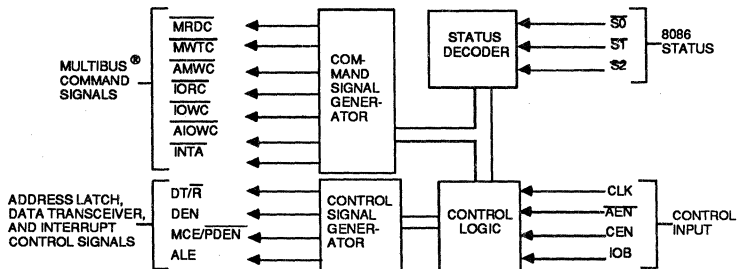 MULTIBUS®
COMMAND
SIGNALS
MRDC
MWTC
AMWC
IORC
IOWC
AIOWC
INTA
COM-
MAND
SIGNAL
GENER-
ATOR
STATUS
DECODER
S0
S1
S2
8086
STATUS
ADDRESS LATCH,
DATA TRANSCEIVER,
AND INTERRUPT
CONTROL SIGNALS
DT/R
DEN
MCE/PDEN
ALE
CONTROL
SIGNAL
GENER-
ATOR
CONTROL
LOGIC
CLK
AEN
CEN
IOB
CONTROL
INPUT